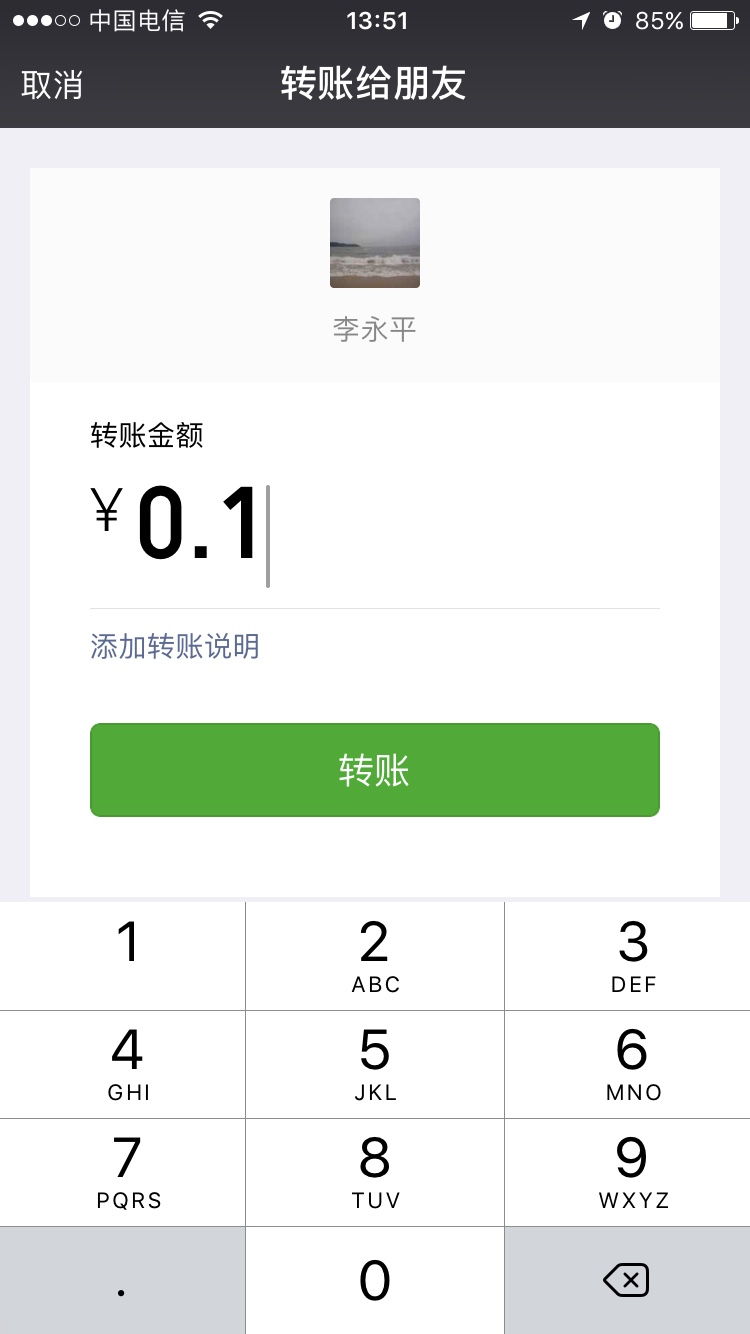 中国电信 13:51 85%
取消 转账给朋友
李永平
转账金额
¥0.1
添加转账说明
转账
1 2 3
ABC DEF
4 5 6
GHI JKL MNO
7 8 9
PQRS TUV WXYZ
. 0